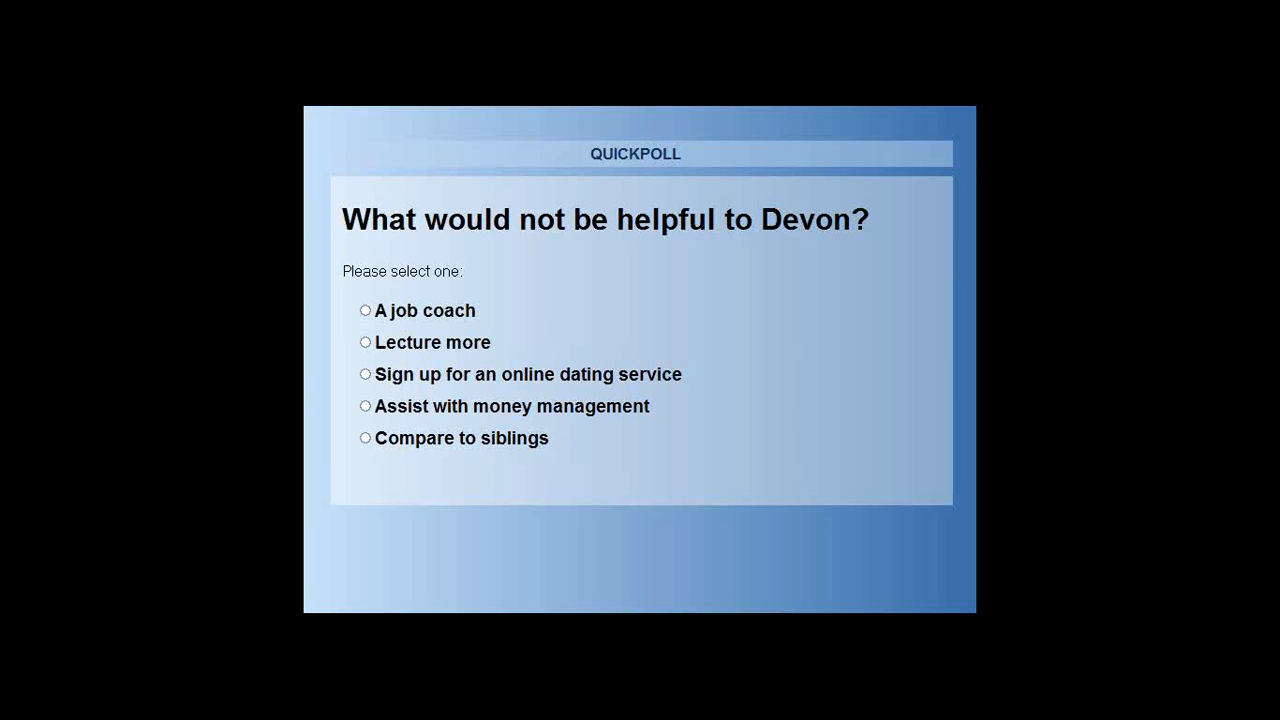 QUICKPOLL
What would not be helpful to Devon?
Please select one:
A job coach
Lecture more
Sign up for an online dating service
Assist with money management
Compare to siblings